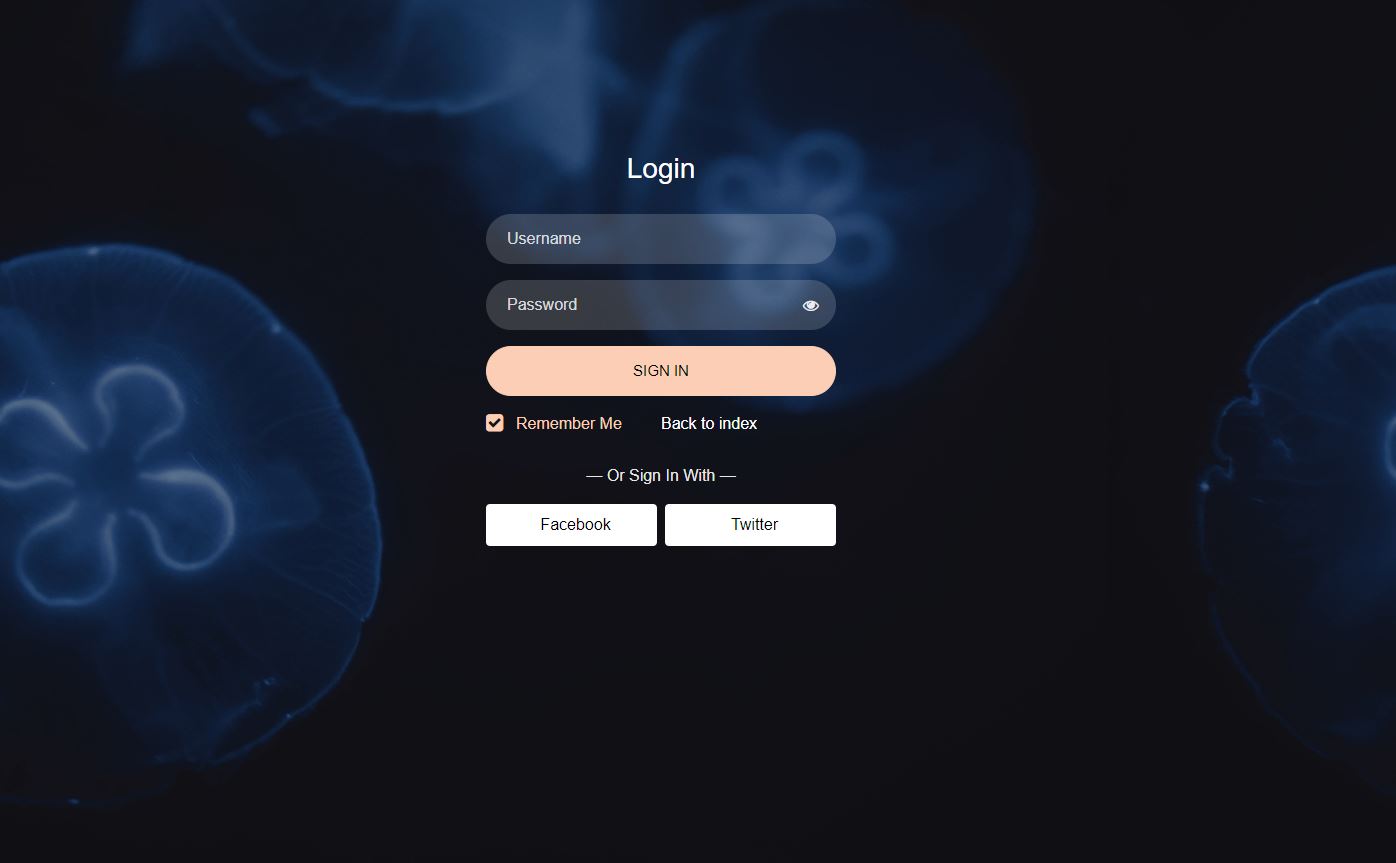 Login
Username
Password
SIGN IN
Remember Me Back to index
— Or Sign In With —
Facebook Twitter